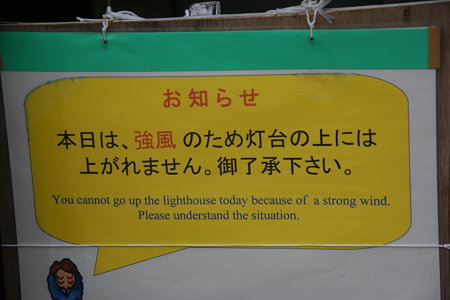 お知らせ
本日は、強風のため灯台の上には
上がれません。御了承下さい。
You cannot go up the lighthouse today because of a strong wind.
Please understand the situation.